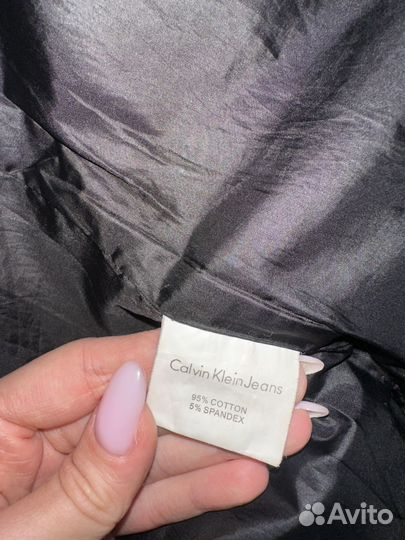 Calvin Klein Jeans
95% COTTON
5% SPANDEX
Avito